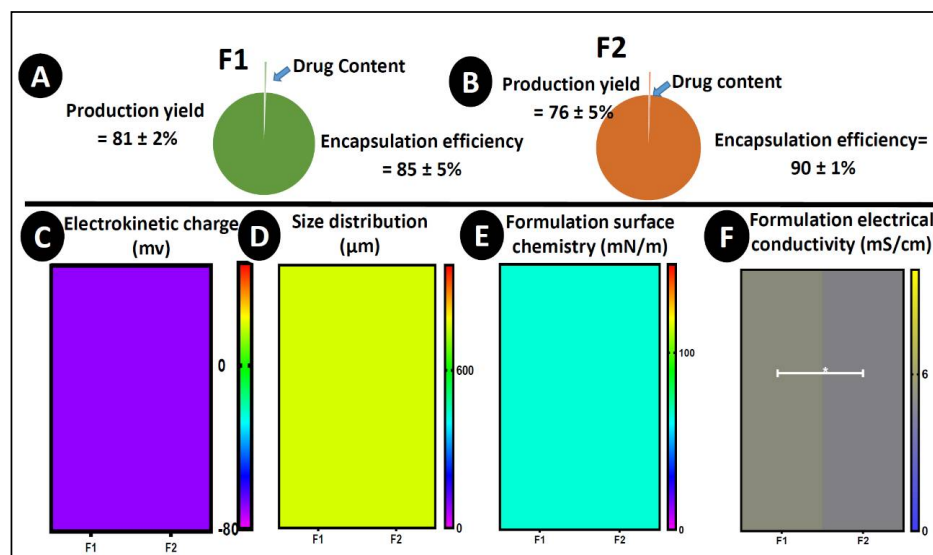 A
F1
Drug Content
Production yield
= 81 ± 2%
Encapsulation efficiency
= 85 ± 5%
B
F2
Production yield
= 76 ± 5%
Drug content
Encapsulation efficiency=
90 ± 1%
C
Electrokinetic charge
(mv)
0
-80
F1 F2
D
Size distribution
(µm)
600
0
F1 F2
E
Formulation surface
chemistry (mN/m)
100
0
F1 F2
F
Formulation electrical
conductivity (mS/cm)
*
6
0
F1 F2